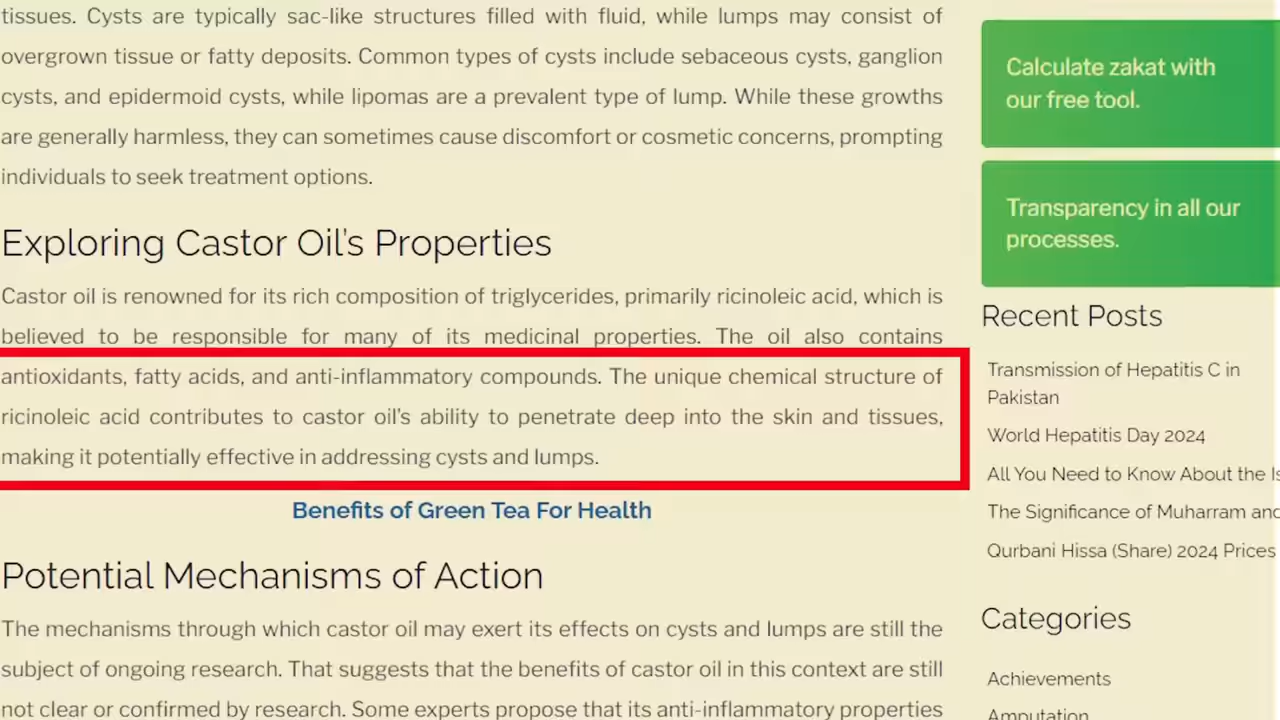 tissues. Cysts are typically sac-like structures filled with fluid, while lumps may consist of
overgrown tissue or fatty deposits. Common types of cysts include sebaceous cysts, ganglion
cysts, and epidermoid cysts, while lipomas are a prevalent type of lump. While these growths
are generally harmless, they can sometimes cause discomfort or cosmetic concerns, prompting
individuals to seek treatment options.
Exploring Castor Oil's Properties
Castor oil is renowned for its rich composition of triglycerides, primarily ricinoleic acid, which is
believed to be responsible for many of its medicinal properties. The oil also contains
antioxidants, fatty acids, and anti-inflammatory compounds. The unique chemical structure of
ricinoleic acid contributes to castor oil's ability to penetrate deep into the skin and tissues,
making it potentially effective in addressing cysts and lumps.
Benefits of Green Tea For Health
Potential Mechanisms of Action
The mechanisms through which castor oil may exert its effects on cysts and lumps are still the
subject of ongoing research. That suggests that the benefits of castor oil in this context are still
not clear or confirmed by research. Some experts propose that its anti-inflammatory properties
Calculate zakat with
our free tool.
Transparency in all our
processes.
Recent Posts
Transmission of Hepatitis C in
Pakistan
World Hepatitis Day 2024
All You Need to Know About the
The Significance of Muharram and
Qurbani Hissa (Share) 2024 Prices
Categories
Achievements
Amputation